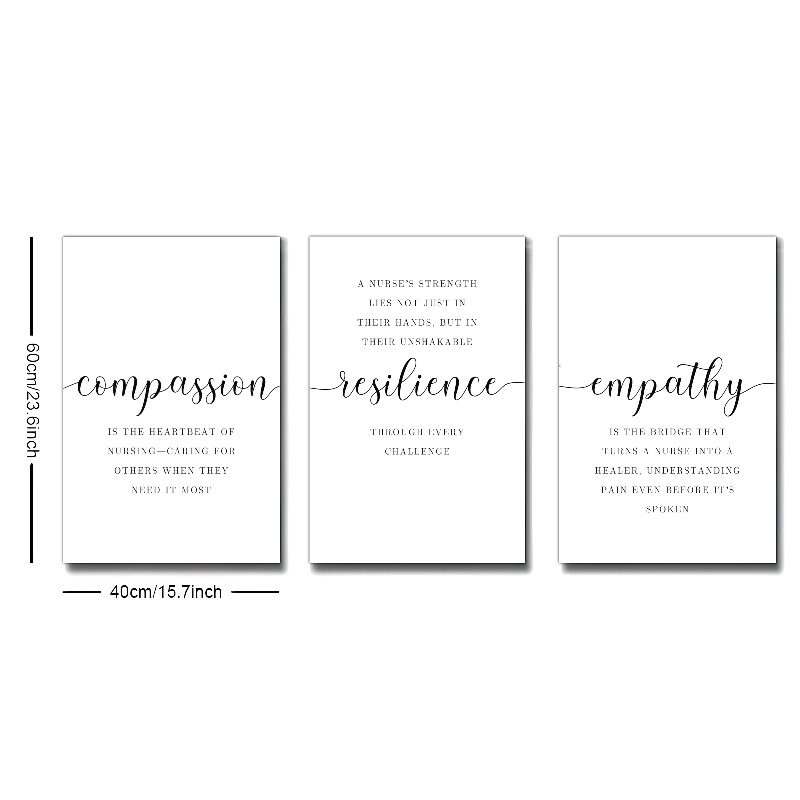 60cm/23.6inch
compassion
IS THE HEARTBEAT OF
NURSING—CARING FOR
OTHERS WHEN THEY
NEED IT MOST
40cm/15.7inch
A NURSE'S STRENGTH
LIES NOT JUST IN
THEIR HANDS, BUT IN
THEIR UNSHAKABLE
resilience
THROUGH EVERY
CHALLENGE
empathy
IS THE BRIDGE THAT
TURNS A NURSE INTO A
HEALER, UNDERSTANDING
PAIN EVEN BEFORE IT'S
SPOKEN